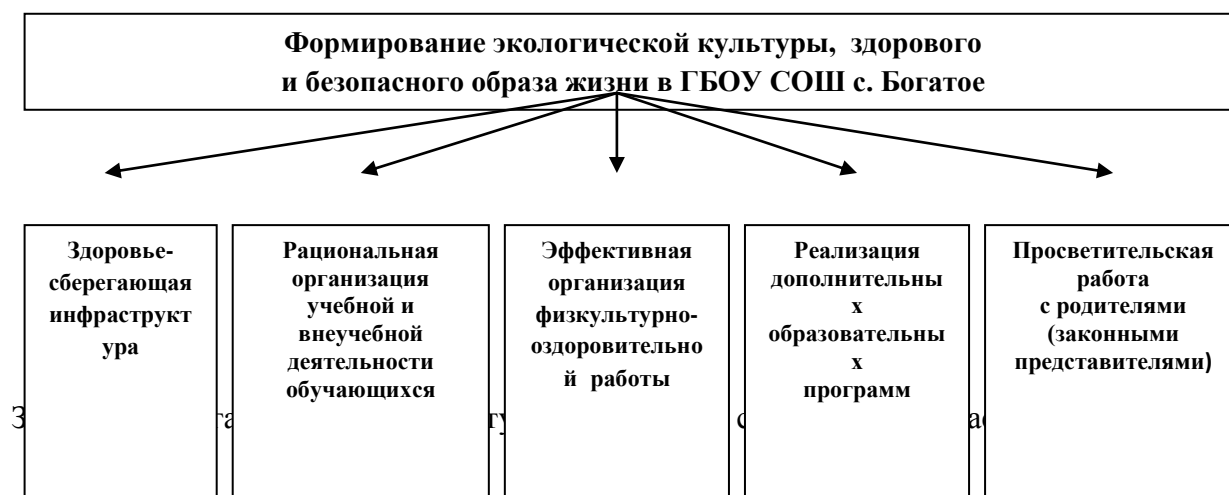 Формирование экологической культуры, здорового
и безопасного образа жизни в ГБОУ СОШ с. Богатое
Здоровье-
сберегающая
инфраструкт
ура
Рациональная
организация
учебной и
внеучебной
деятельности
обучающихся
Эффективная
организация
физкультурно-
оздоровительно
й работы
Реализация
дополнительны
х
образовательны
х
программ
Просветительская
работа
с родителями
(законными
представителями)